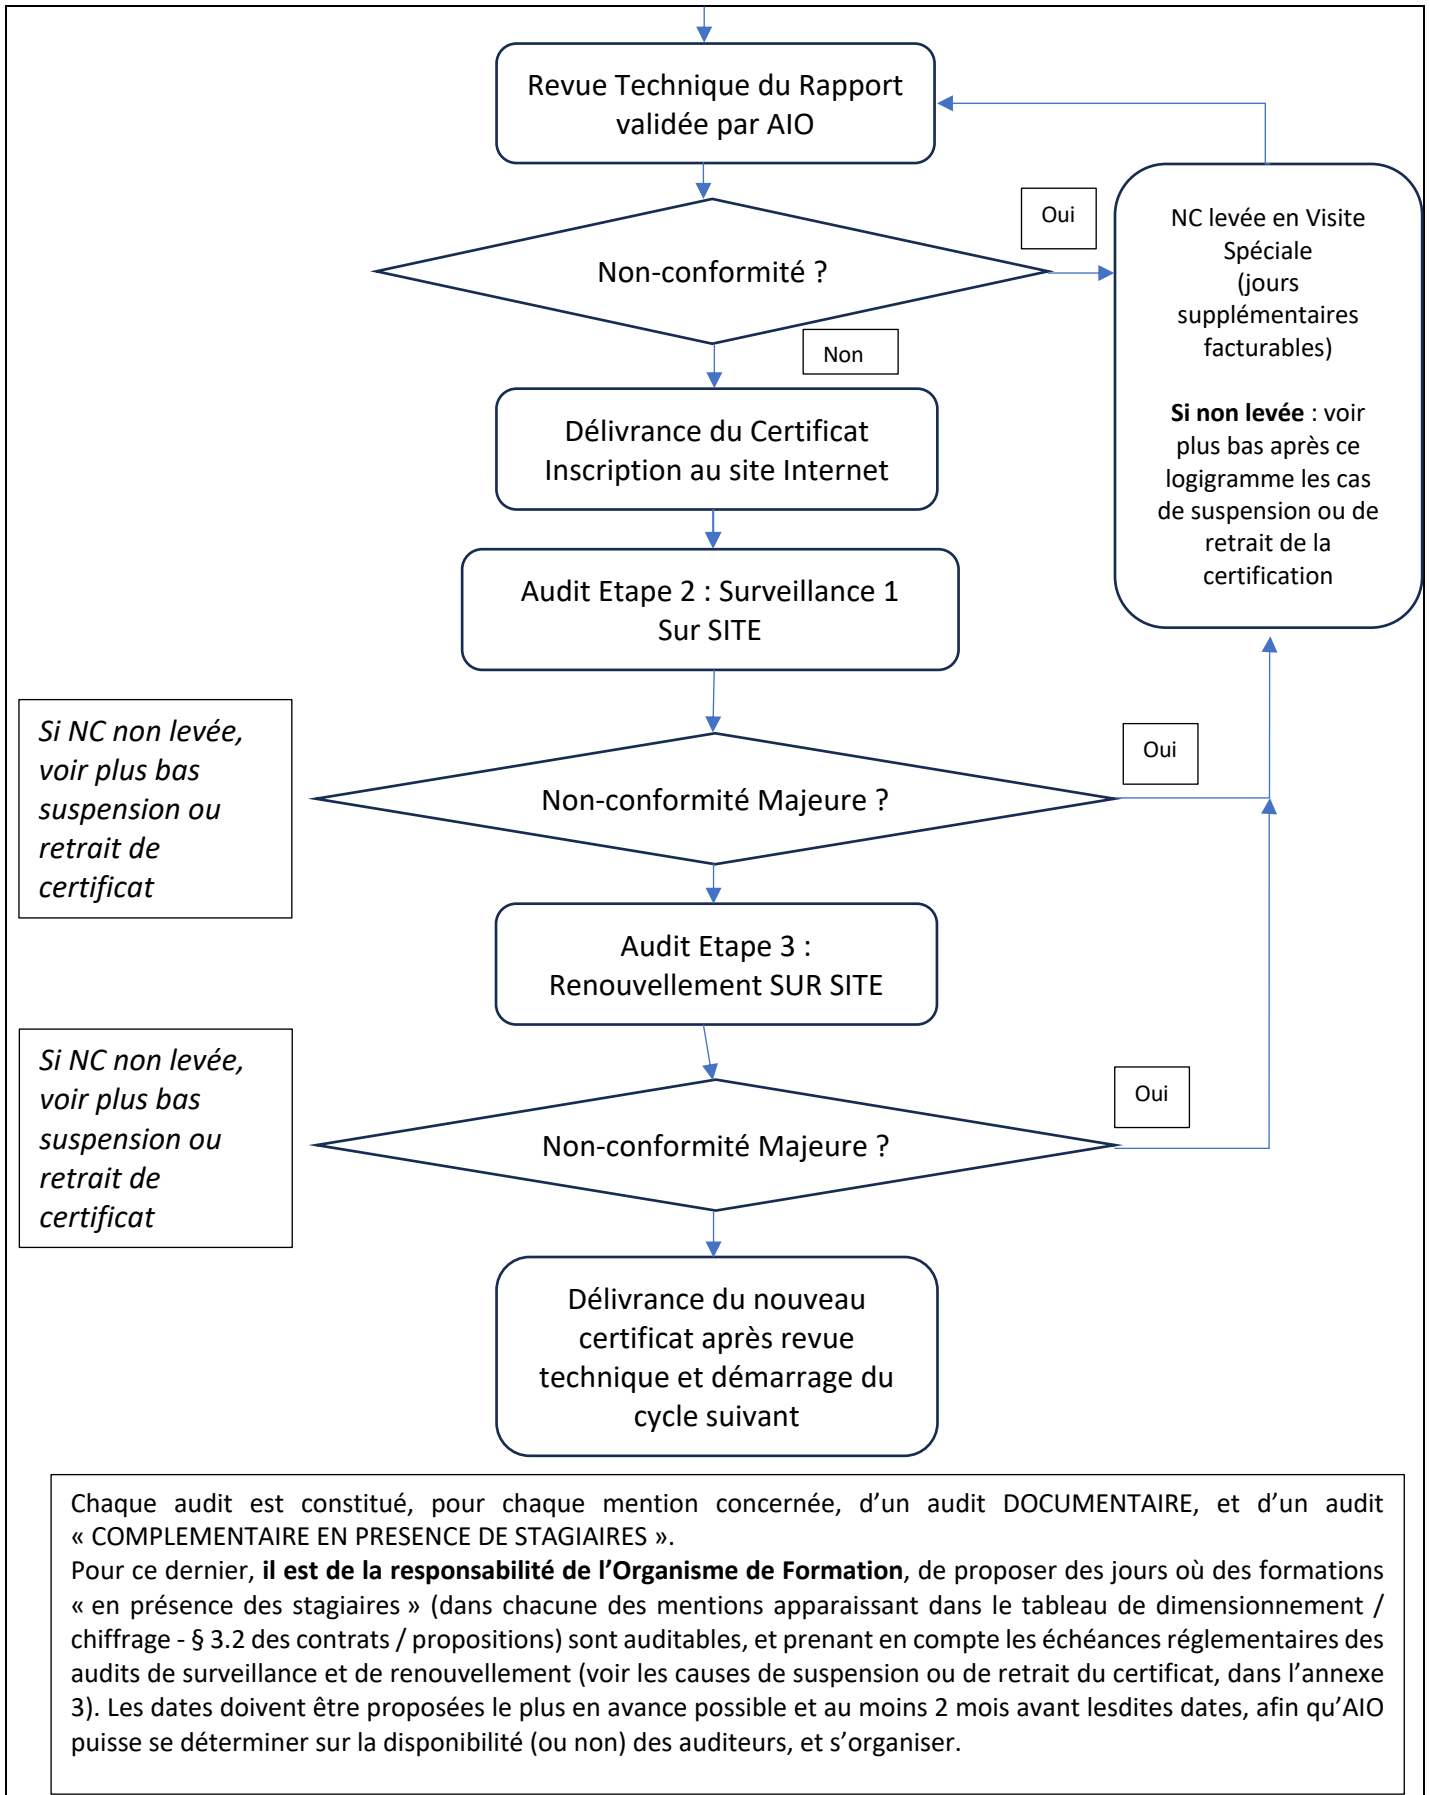 Revue Technique du Rapport
validée par AIO
Oui
Non-conformité ?
NC levée en Visite
Spéciale
(jours
supplémentaires
facturables)
Si non levée : voir
plus bas après ce
logigramme les cas
de suspension ou de
retrait de la
certification
Non
Délivrance du Certificat
Inscription au site Internet
Audit Etape 2 : Surveillance 1
Sur SITE
Si NC non levée,
voir plus bas
suspension ou
retrait de
certificat
Oui
Non-conformité Majeure ?
Audit Etape 3 :
Renouvellement SUR SITE
Si NC non levée,
voir plus bas
suspension ou
retrait de
certificat
Oui
Non-conformité Majeure ?
Délivrance du nouveau
certificat après revue
technique et démarrage du
cycle suivant
Chaque audit est constitué, pour chaque mention concernée, d’un audit DOCUMENTAIRE, et d’un audit
« COMPLEMENTAIRE EN PRESENCE DE STAGIAIRES ».
Pour ce dernier, il est de la responsabilité de l’Organisme de Formation, de proposer des jours où des formations
« en présence des stagiaires » (dans chacune des mentions apparaissant dans le tableau de dimensionnement /
chiffrage - § 3.2 des contrats / propositions) sont auditables, et prenant en compte les échéances réglementaires des
audits de surveillance et de renouvellement (voir les causes de suspension ou de retrait du certificat, dans l’annexe
3). Les dates doivent être proposées le plus en avance possible et au moins 2 mois avant lesdites dates, afin qu’AIO
puisse se déterminer sur la disponibilité (ou non) des auditeurs, et s’organiser.